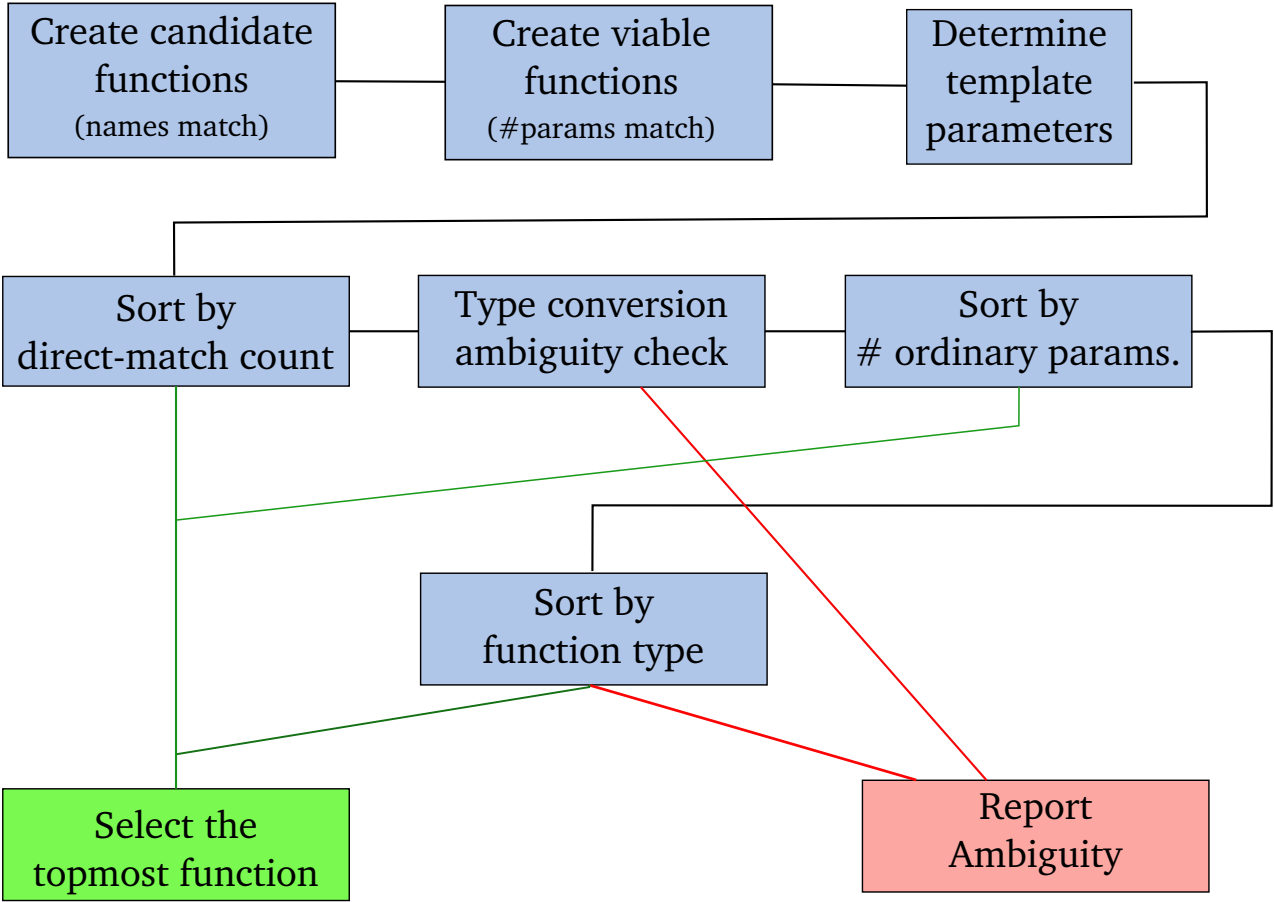 Create candidate
functions
(names match)
Create viable
functions
(#params match)
Determine
template
parameters
Sort by
direct-match count
Type conversion
ambiguity check
Sort by
# ordinary params.
Sort by
function type
Select the
topmost function
Report
Ambiguity